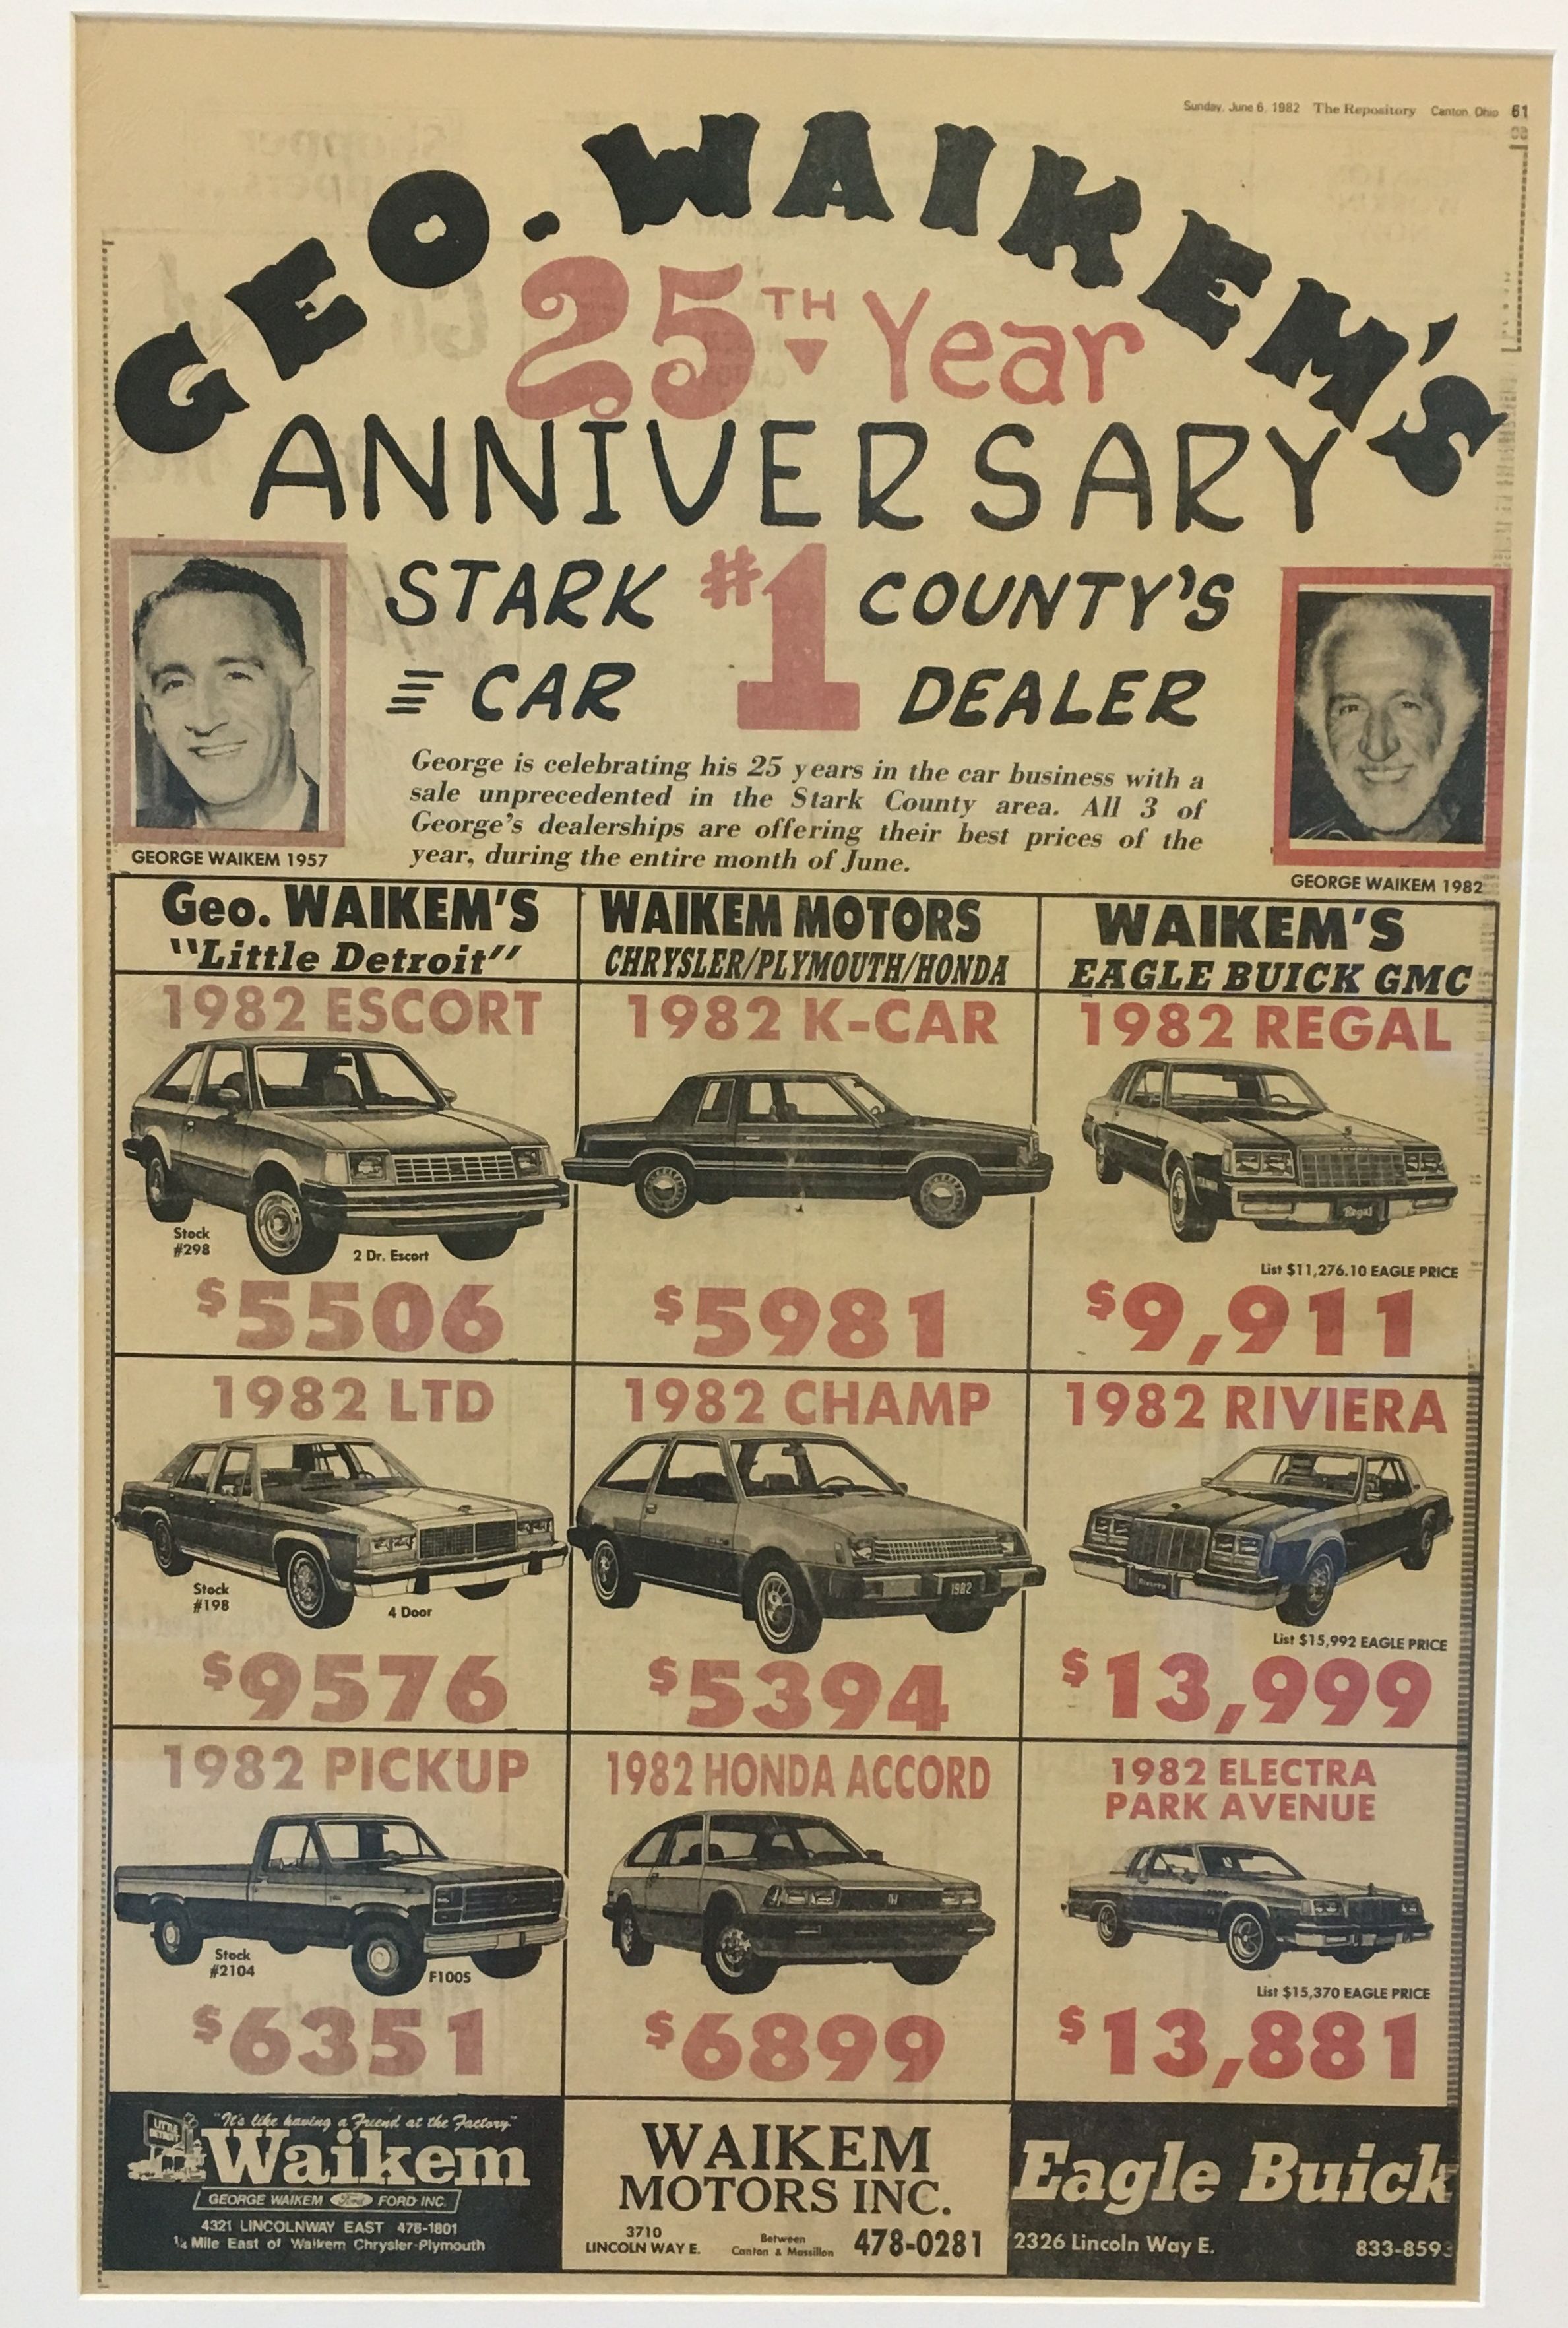 Sunday, June 6, 1982 The Repository Canton, Ohio 61
GEO. WAIKEM'S
25TH Year
ANNIVERSARY
STARK #1 COUNTY'S
CAR DEALER
George is celebrating his 25 years in the car business with a
sale unprecedented in the Stark County area. All 3 of
George's dealerships are offering their best prices of the
year, during the entire month of June.
GEORGE WAIKEM 1957
GEORGE WAIKEM 1982
Geo. WAIKEM'S
"Little Detroit"
WAIKEM MOTORS
CHRYSLER/PLYMOUTH/HONDA
WAIKEM'S
EAGLE BUICK GMC
1982 ESCORT
Stock
#298
2 Dr. Escort
$5506
1982 K-CAR
$5981
1982 REGAL
Regal
List $11,276.10 EAGLE PRICE
$9,911
1982 LTD
Stock
#198
4 Door
$9576
1982 CHAMP
1982
$5394
1982 RIVIERA
Riviera
List $15,992 EAGLE PRICE
$13,999
1982 PICKUP
Stock
#2104
F100S
$6351
1982 HONDA ACCORD
$6899
1982 ELECTRA
PARK AVENUE
List $15,370 EAGLE PRICE
$13,881
"It's like having a Friend at the Factory"
LITTLE
DETROIT
Waikem
GEORGE WAIKEM Ford FORD INC.
4321 LINCOLNWAY EAST 478-1801
¼ Mile East of Waikem Chrysler-Plymouth
WAIKEM
MOTORS INC.
3710
LINCOLN WAY E.
Between
Canton & Massillon
478-0281
Eagle Buick
2326 Lincoln Way E.
833-8593